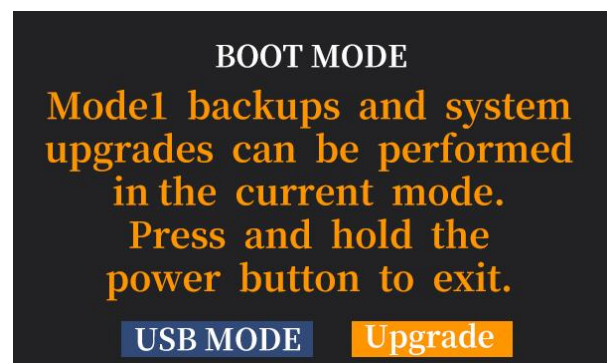 BOOT MODE
Mode1 backups and system
upgrades can be performed
in the current mode.
Press and hold the
power button to exit.
USB MODE Upgrade